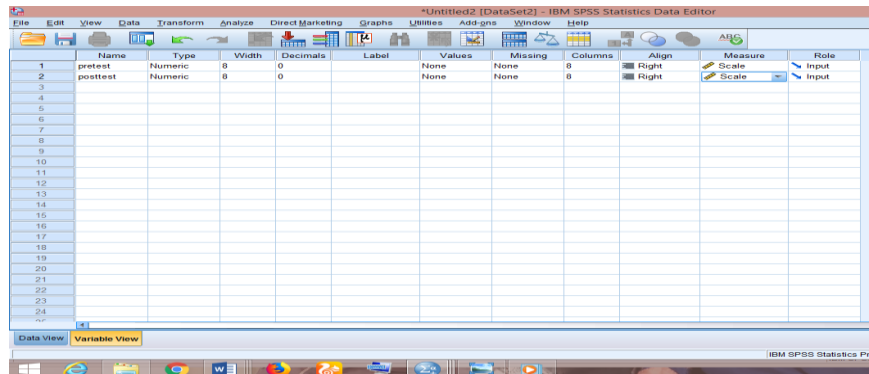 *Untitled2 [DataSet2] - IBM SPSS Statistics Data Editor
File Edit View Data Transform Analyze Direct Marketing Graphs Utilities Add-ons Window Help
ABC
Name Type Width Decimals Label Values Missing Columns Align Measure Role
1 pretest Numeric 8 0 None None 8 Right Scale Input
2 posttest Numeric 8 0 None None 8 Right Scale Input
3
4
5
6
7
8
9
10
11
12
13
14
15
16
17
18
19
20
21
22
23
24
Data View Variable View
IBM SPSS Statistics Pr